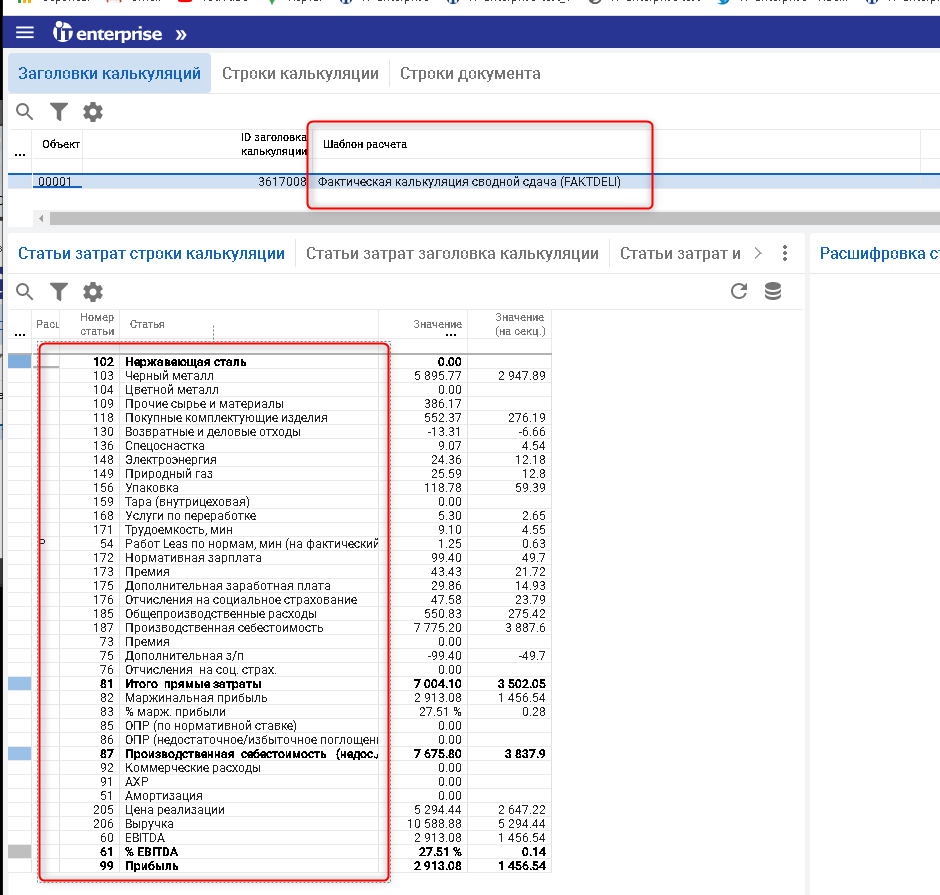 enterprise »
Заголовки калькуляций Строки калькуляции Строки документа
... Объект ID заголовка калькуляции Шаблон расчета
00001 3617008 Фактическая калькуляция сводной сдача (FAKTDELI)
Статьи затрат строки калькуляции Статьи затрат заголовка калькуляции Статьи затрат и Расшифровка ст
... Расц Номер статьи Статья Значение ... Значение (на секц.)
102 Нержавеющая сталь 0.00
103 Черный металл 5 895.77 2 947.89
104 Цветной металл 0.00
109 Прочие сырье и материалы 386.17
118 Покупные комплектующие изделия 552.37 276.19
130 Возвратные и деловые отходы -13.31 -6.66
136 Спецоснастка 9.07 4.54
148 Электроэнергия 24.36 12.18
149 Природный газ 25.59 12.8
156 Упаковка 118.78 59.39
159 Тара (внутрицеховая) 0.00
168 Услуги по переработке 5.30 2.65
171 Трудоемкость, мин 9.10 4.55
Р 54 Работ Leas по нормам, мин (на фактический 1.25 0.63
172 Нормативная зарплата 99.40 49.7
173 Премия 43.43 21.72
175 Дополнительная заработная плата 29.86 14.93
176 Отчисления на социальное страхование 47.58 23.79
185 Общепроизводственные расходы 550.83 275.42
187 Производственная себестоимость 7 775.20 3 887.6
73 Премия 0.00
75 Дополнительная з/п -99.40 -49.7
76 Отчисления на соц. страх. 0.00
81 Итого прямые затраты 7 004.10 3 502.05
82 Маржинальная прибыль 2 913.08 1 456.54
83 % марж. прибыли 27.51 % 0.28
85 ОПР (по нормативной ставке) 0.00
86 ОПР (недостаточное/избыточное поглощени 0.00
87 Производственная себестоимость (недос./ 7 675.80 3 837.9
92 Коммерческие расходы 0.00
91 АХР 0.00
51 Амортизация 0.00
205 Цена реализации 5 294.44 2 647.22
206 Выручка 10 588.88 5 294.44
60 EBITDA 2 913.08 1 456.54
61 % EBITDA 27.51 % 0.14
99 Прибыль 2 913.08 1 456.54